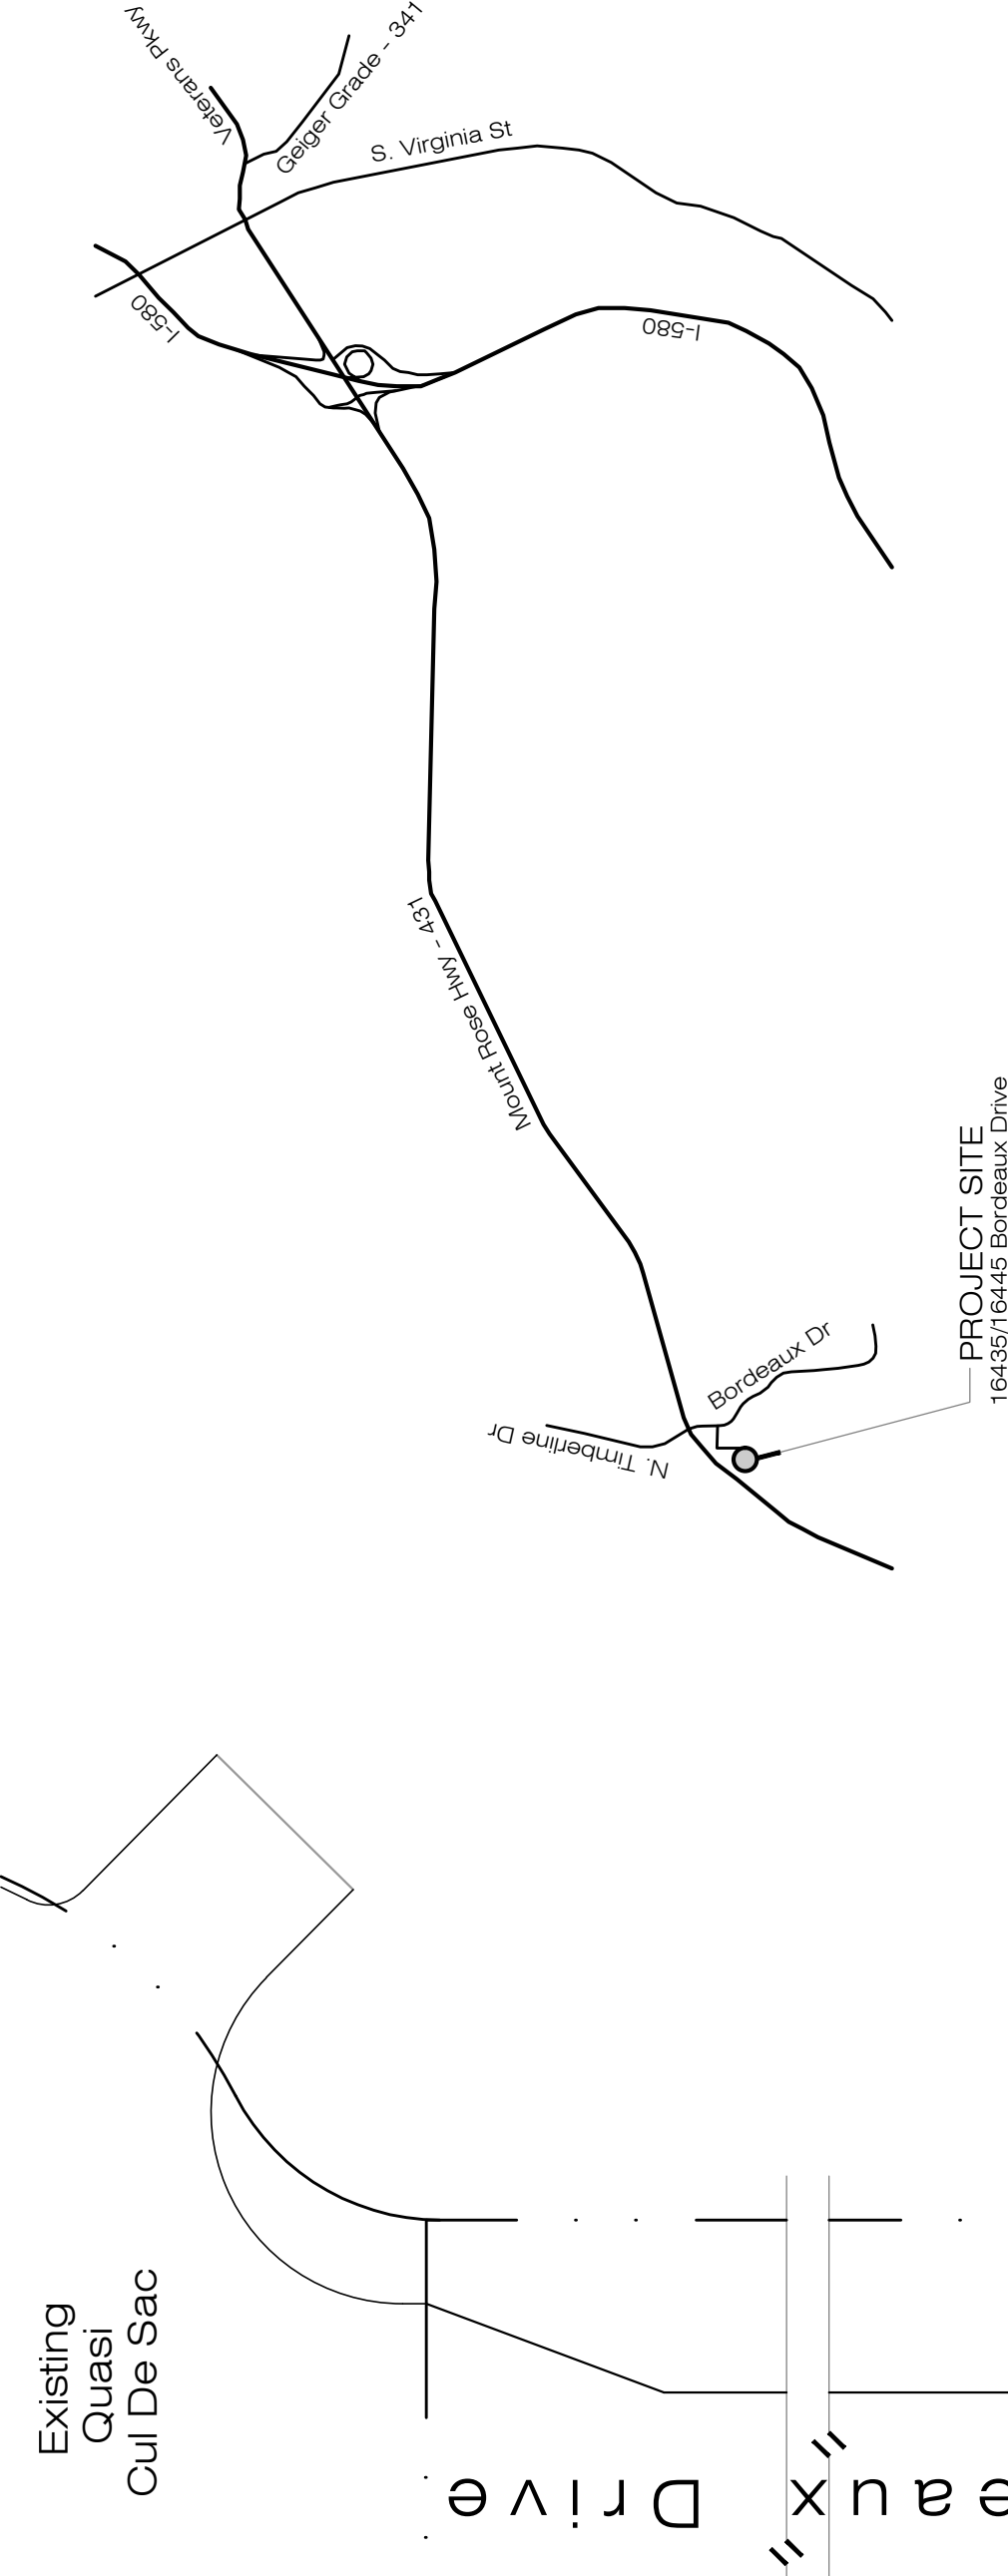 Veterans Pkwy
Geiger Grade - 341
S. Virginia St
I-580
I-580
Mount Rose Hwy - 431
PROJECT SITE
16435/16445 Bordeaux Drive
Bordeaux Dr
N. Timberline Dr
Existing
Quasi
Cul De Sac
eaux Drive